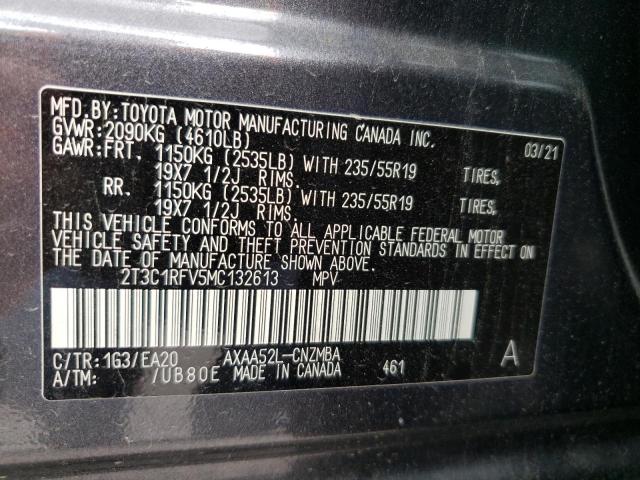 MFD.BY:TOYOTA MOTOR MANUFACTURING CANADA INC.
GVWR:2090KG (4610LB) 03/21
GAWR:FRT. 1150KG (2535LB) WITH 235/55R19 TIRES,
19X7 1/2J RIMS.
RR. 1150KG (2535LB) WITH 235/55R19 TIRES,
19X7 1/2J RIMS.
THIS VEHICLE CONFORMS TO ALL APPLICABLE FEDERAL MOTOR
VEHICLE SAFETY AND THEFT PREVENTION STANDARDS IN EFFECT ON
THE DATE OF MANUFACTURE SHOWN ABOVE.
2T3C1RFV5MC132613 MPV
C/TR:1G3/EA20 AXAA52L-CNZMBA A
A/TM: /UB80E MADE IN CANADA 461